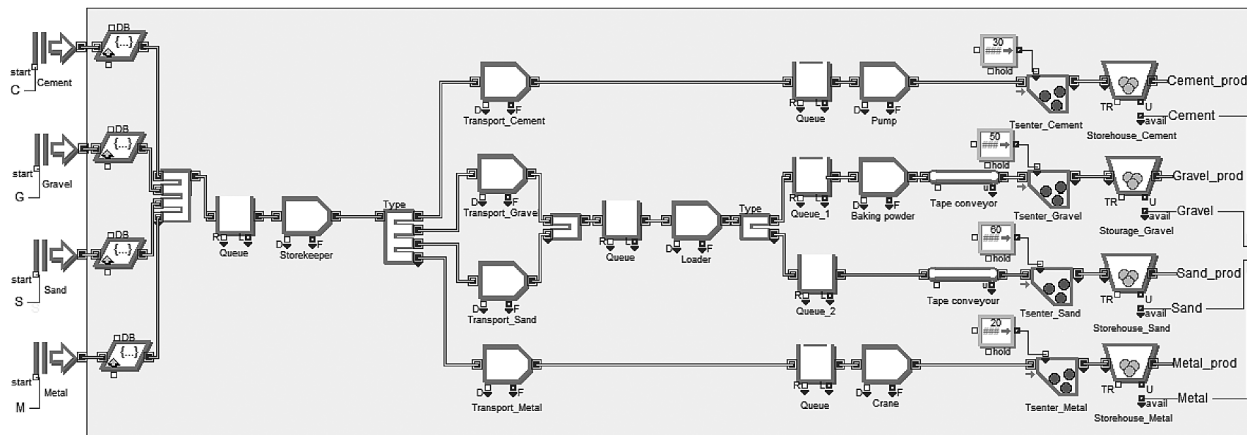 DB
start
Cement
C
DB
start
Gravel
G
DB
start
Sand
S
DB
start
Metal
M
R
L
Queue
D
F
Storekeeper
Type
D
F
Transport_Cement
Transport_Grave
D
F
Transport_Sand
D
F
Transport_Metal
R
L
Queue
D
F
Loader
Type
R
L
Queue
D
F
Pump
30
hold
Tsenter_Cement
TR
U
avail
Storehouse_Cement
Cement_prod
Cement
R
L
Queue_1
D
F
Baking powder
Tape conveyor
u
50
hold
Tsenter_Gravel
TR
U
avail
Stourage_Gravel
Gravel_prod
Gravel
R
L
Queue_2
Tape conveyour
u
60
hold
Tsenter_Sand
TR
U
avail
Storehouse_Sand
Sand_prod
Sand
R
L
Queue
D
F
Crane
20
hold
Tsenter_Metal
TR
U
avail
Storehouse_Metal
Metal_prod
Metal